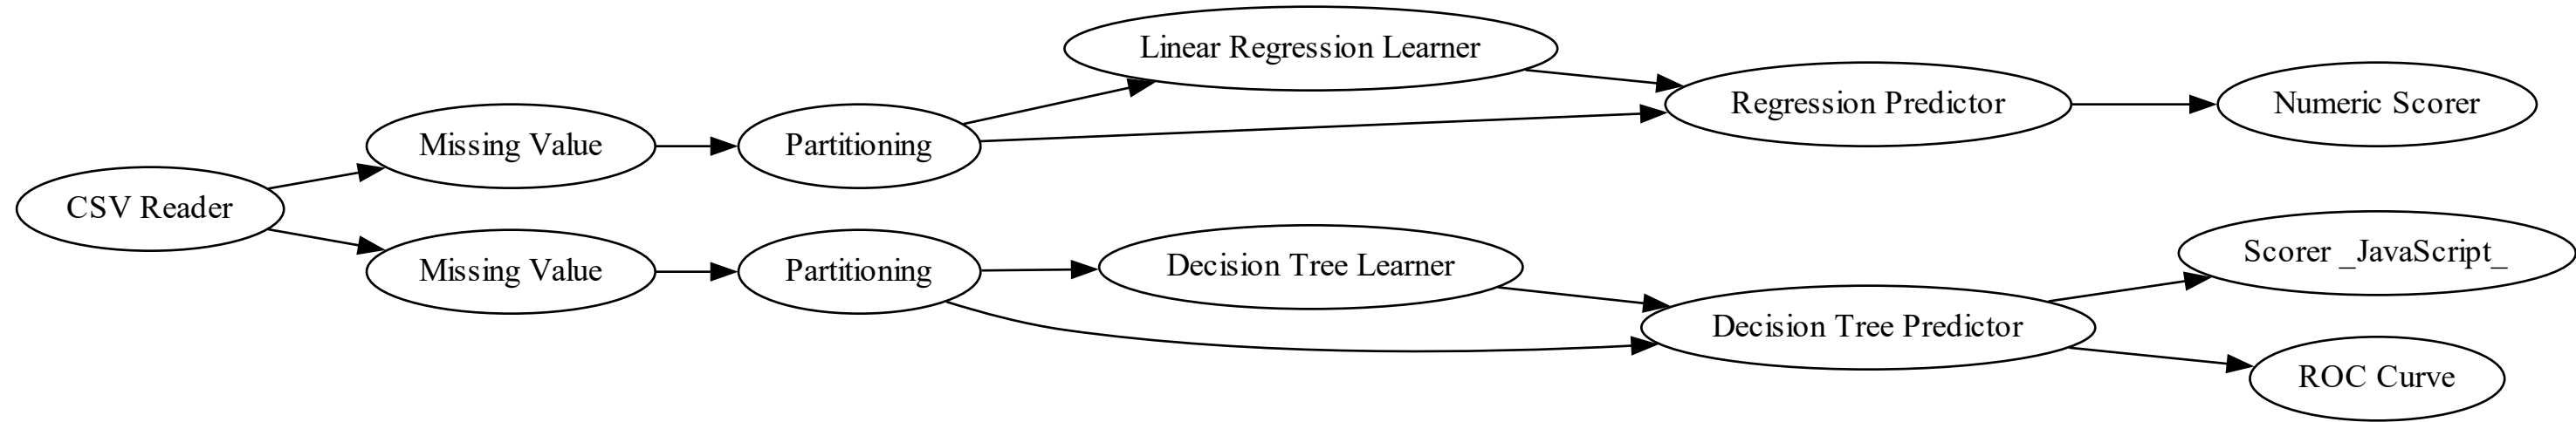 CSV Reader
Missing Value
Partitioning
Linear Regression Learner
Regression Predictor
Numeric Scorer
Missing Value
Partitioning
Decision Tree Learner
Decision Tree Predictor
Scorer _JavaScript_
ROC Curve